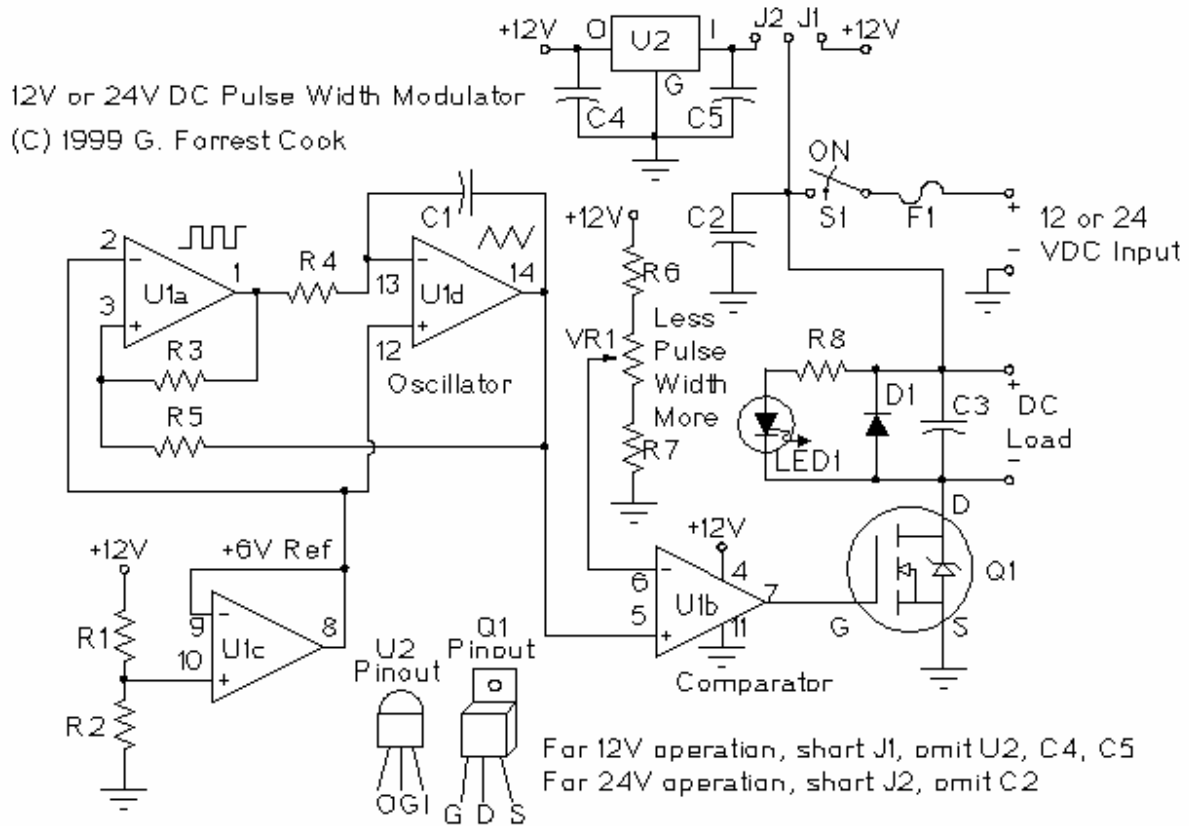 +12V O U2 I J2 J1 +12V
G
C4 C5
12V or 24V DC Pulse Width Modulator
(C) 1999 G. Forrest Cook
ON
S1 F1
C2
+
12 or 24
VDC Input
-
C1
+12V
2 - 1 R4
U1a
3 +
13 - 14
U1d
12 +
R3
Oscillator
R5
R6
VR1
Less
Pulse
Width
More
R7
R8
D1
C3
+
DC
Load
-
LED1
+12V
+6V Ref
+12V
R1
9 - 8
U1c
10 +
R2
6 - 4 7
U1b
5 + 11
Comparator
D
Q1
G S
U2
Pinout
OGI
Q1
Pinout
G D S
For 12V operation, short J1, omit U2, C4, C5
For 24V operation, short J2, omit C2